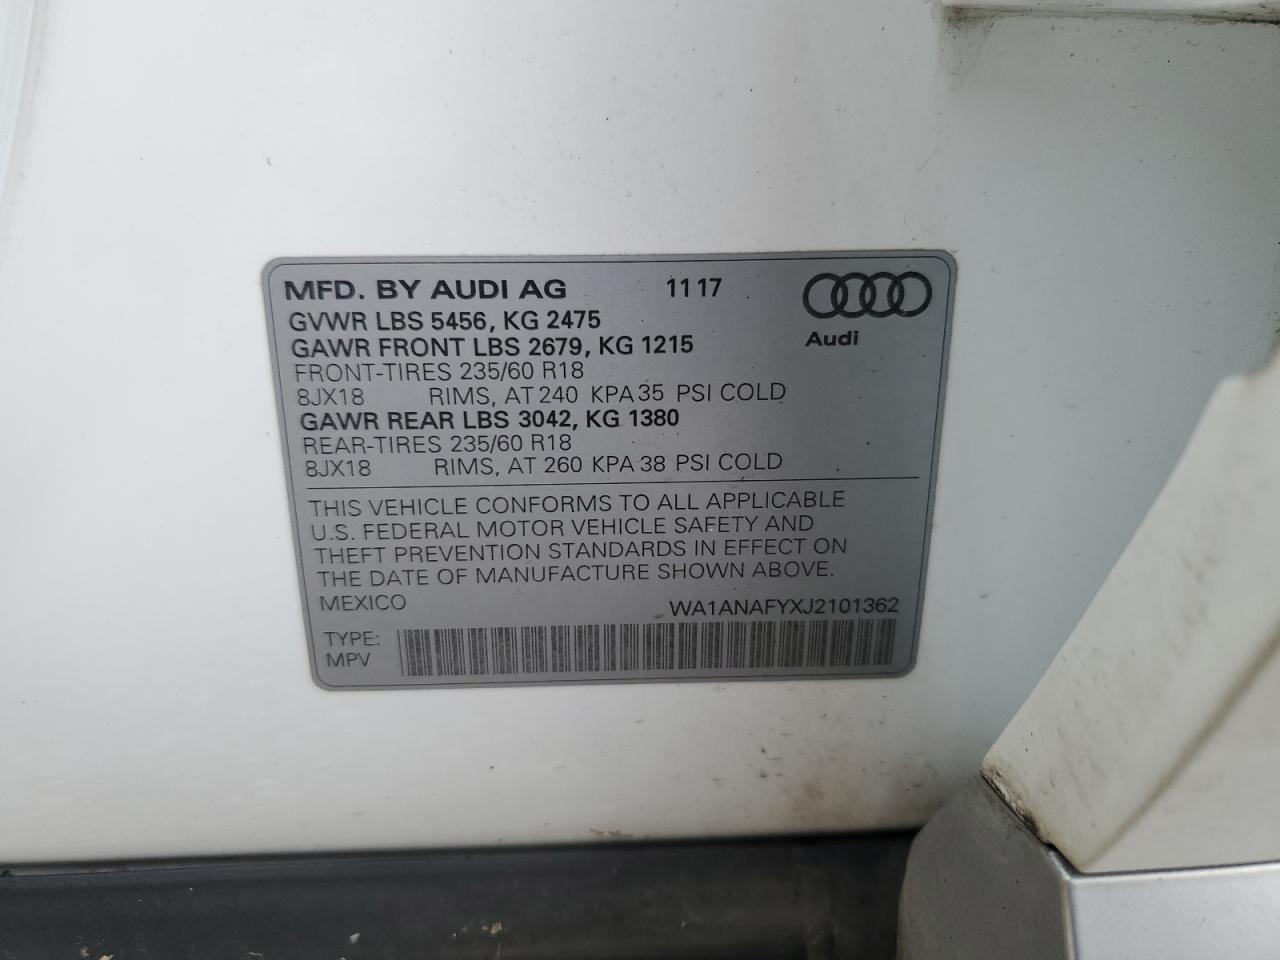 MFD. BY AUDI AG 11 17
Audi
GVWR LBS 5456, KG 2475
GAWR FRONT LBS 2679, KG 1215
FRONT-TIRES 235/60 R18
8JX18 RIMS, AT 240 KPA 35 PSI COLD
GAWR REAR LBS 3042, KG 1380
REAR-TIRES 235/60 R18
8JX18 RIMS, AT 260 KPA 38 PSI COLD
THIS VEHICLE CONFORMS TO ALL APPLICABLE
U.S. FEDERAL MOTOR VEHICLE SAFETY AND
THEFT PREVENTION STANDARDS IN EFFECT ON
THE DATE OF MANUFACTURE SHOWN ABOVE.
MEXICO WA1ANAFYXJ2101362
TYPE:
MPV